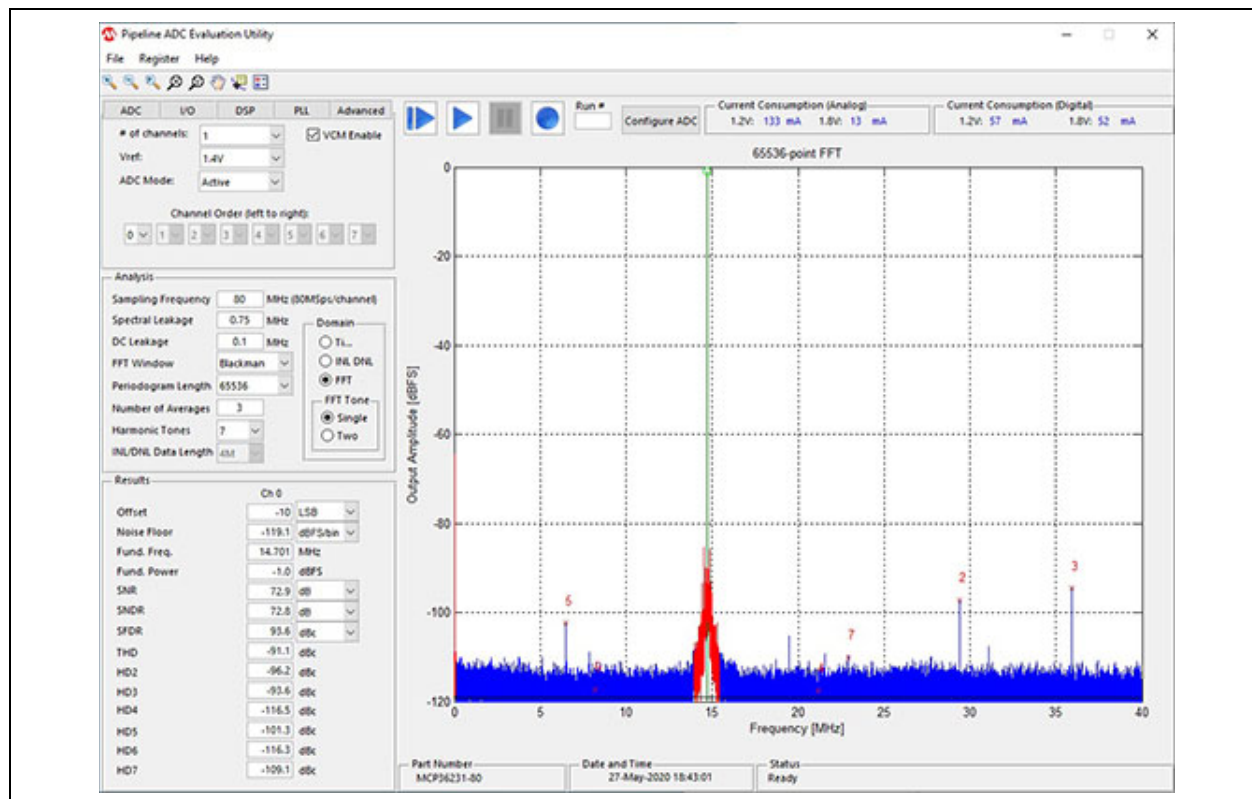 Pipeline ADC Evaluation Utility
File Register Help
ADC I/O DSP PLL Advanced
# of channels: 1 VCM Enable
Vref: 1.4V
ADC Mode: Active
Channel Order (left to right):
0 1 2 3 4 5 6 7
Run #
Configure ADC
Current Consumption (Analog)
1.2V: 133 mA 1.8V: 13 mA
Current Consumption (Digital)
1.2V: 57 mA 1.8V: 52 mA
Analysis
Sampling Frequency 80 MHz (80MSps/channel)
Spectral Leakage 0.75 MHz
DC Leakage 0.1 MHz
FFT Window Blackman
Periodogram Length 65536
Number of Averages 3
Harmonic Tones 7
INL/DNL Data Length 4M
Domain
Ti...
INL DNL
FFT
FFT Tone
Single
Two
Results
Ch 0
Offset -10 LSB
Noise Floor -119.1 dBFS/bin
Fund. Freq. 14.701 MHz
Fund. Power -1.0 dBFS
SNR 72.9 dB
SNDR 72.8 dB
SFDR 93.6 dBc
THD -91.1 dBc
HD2 -96.2 dBc
HD3 -93.6 dBc
HD4 -116.5 dBc
HD5 -101.3 dBc
HD6 -116.3 dBc
HD7 -109.1 dBc
65536-point FFT
Output Amplitude [dBFS]
0
-20
-40
-60
-80
-100
-120
5
7
2
3
0 5 10 15 20 25 30 35 40
Frequency [MHz]
Part Number
MCP36231-80
Date and Time
27-May-2020 18:43:01
Status
Ready